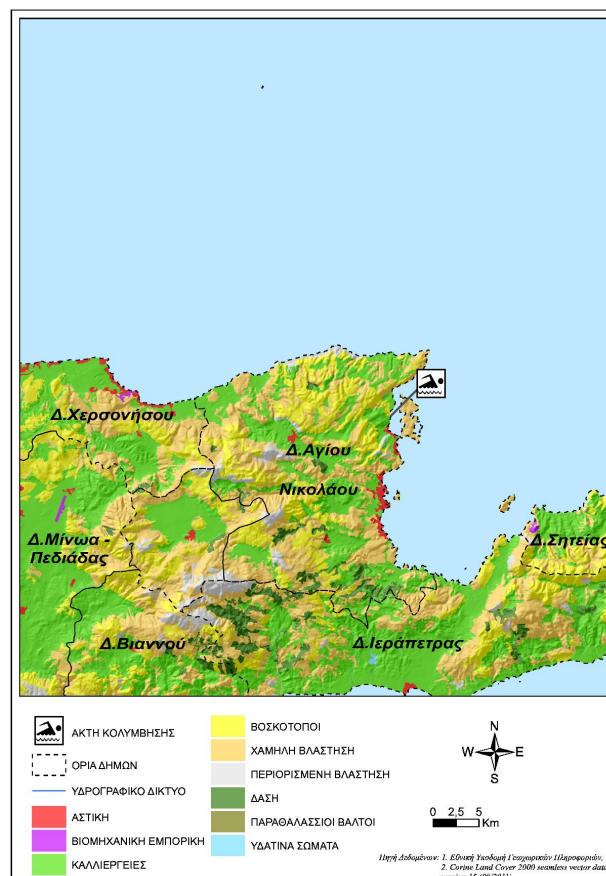 Δ.Χερσονήσου
Δ.Αγίου
Νικολάου
Δ.Μίνωα -
Πεδιάδας
Δ.Σητείας
Δ.Βιαννού
Δ.Ιεράπετρας
ΑΚΤΗ ΚΟΛΥΜΒΗΣΗΣ
ΟΡΙΑ ΔΗΜΩΝ
ΥΔΡΟΓΡΑΦΙΚΟ ΔΙΚΤΥΟ
ΑΣΤΙΚΗ
ΒΙΟΜΗΧΑΝΙΚΗ ΕΜΠΟΡΙΚΗ
ΚΑΛΛΙΕΡΓΕΙΕΣ
ΒΟΣΚΟΤΟΠΟΙ
ΧΑΜΗΛΗ ΒΛΑΣΤΗΣΗ
ΠΕΡΙΟΡΙΣΜΕΝΗ ΒΛΑΣΤΗΣΗ
ΔΑΣΗ
ΠΑΡΑΘΑΛΑΣΣΙΟΙ ΒΑΛΤΟΙ
ΥΔΑΤΙΝΑ ΣΩΜΑΤΑ
N
W E
S
0 2,5 5
Km
Πηγή Δεδομένων: 1. Εθνική Υποδομή Γεωχωρικών Πληροφοριών,
2. Corine Land Cover 2000 seamless vector data